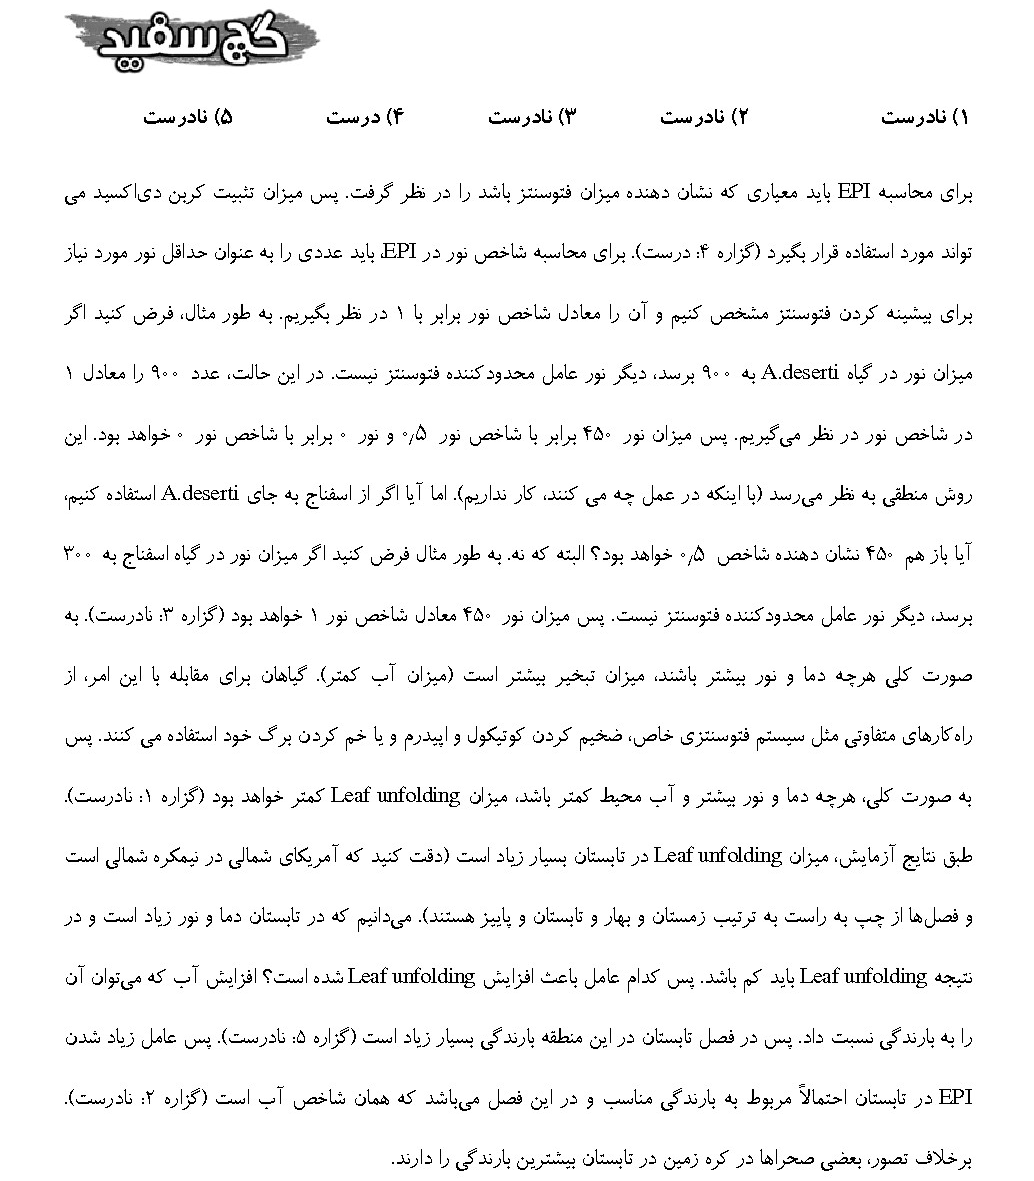 گچ سفید
۱) نادرست ۲) نادرست ۳) نادرست ۴) درست ۵) نادرست
برای محاسبه EPI باید معیاری که نشان دهنده میزان فتوسنتز باشد را در نظر گرفت. پس میزان تثبیت کربن دی‌اکسید می
تواند مورد استفاده قرار بگیرد (گزاره ۴: درست). برای محاسبه شاخص نور در EPI، باید عددی را به عنوان حداقل نور مورد نیاز
برای بیشینه کردن فتوسنتز مشخص کنیم و آن را معادل شاخص نور برابر با ۱ در نظر بگیریم. به طور مثال، فرض کنید اگر
میزان نور در گیاه A.deserti به ۹۰۰ برسد، دیگر نور عامل محدودکننده فتوسنتز نیست. در این حالت، عدد ۹۰۰ را معادل ۱
در شاخص نور در نظر می‌گیریم. پس میزان نور ۴۵۰ برابر با شاخص نور ۰٫۵ و نور ۰ برابر با شاخص نور ۰ خواهد بود. این
روش منطقی به نظر می‌رسد (با اینکه در عمل چه می کنند، کار نداریم). اما آیا اگر از اسفناج به جای A.deserti استفاده کنیم،
آیا باز هم ۴۵۰ نشان دهنده شاخص ۰٫۵ خواهد بود؟ البته که نه. به طور مثال فرض کنید اگر میزان نور در گیاه اسفناج به ۳۰۰
برسد، دیگر نور عامل محدودکننده فتوسنتز نیست. پس میزان نور ۴۵۰ معادل شاخص نور ۱ خواهد بود (گزاره ۳: نادرست). به
صورت کلی هرچه دما و نور بیشتر باشند، میزان تبخیر بیشتر است (میزان آب کمتر). گیاهان برای مقابله با این امر، از
راه‌کارهای متفاوتی مثل سیستم فتوسنتزی خاص، ضخیم کردن کوتیکول و اپیدرم و یا خم کردن برگ خود استفاده می کنند. پس
به صورت کلی، هرچه دما و نور بیشتر و آب محیط کمتر باشد، میزان Leaf unfolding کمتر خواهد بود (گزاره ۱: نادرست).
طبق نتایج آزمایش، میزان Leaf unfolding در تابستان بسیار زیاد است (دقت کنید که آمریکای شمالی در نیمکره شمالی است
و فصل‌ها از چپ به راست به ترتیب زمستان و بهار و تابستان و پاییز هستند). می‌دانیم که در تابستان دما و نور زیاد است و در
نتیجه Leaf unfolding باید کم باشد. پس کدام عامل باعث افزایش Leaf unfolding شده است؟ افزایش آب که می‌توان آن
را به بارندگی نسبت داد. پس در فصل تابستان در این منطقه بارندگی بسیار زیاد است (گزاره ۵: نادرست). پس عامل زیاد شدن
EPI در تابستان احتمالاً مربوط به بارندگی مناسب و در این فصل می‌باشد که همان شاخص آب است (گزاره ۲: نادرست).
برخلاف تصور، بعضی صحراها در کره زمین در تابستان بیشترین بارندگی را دارند.